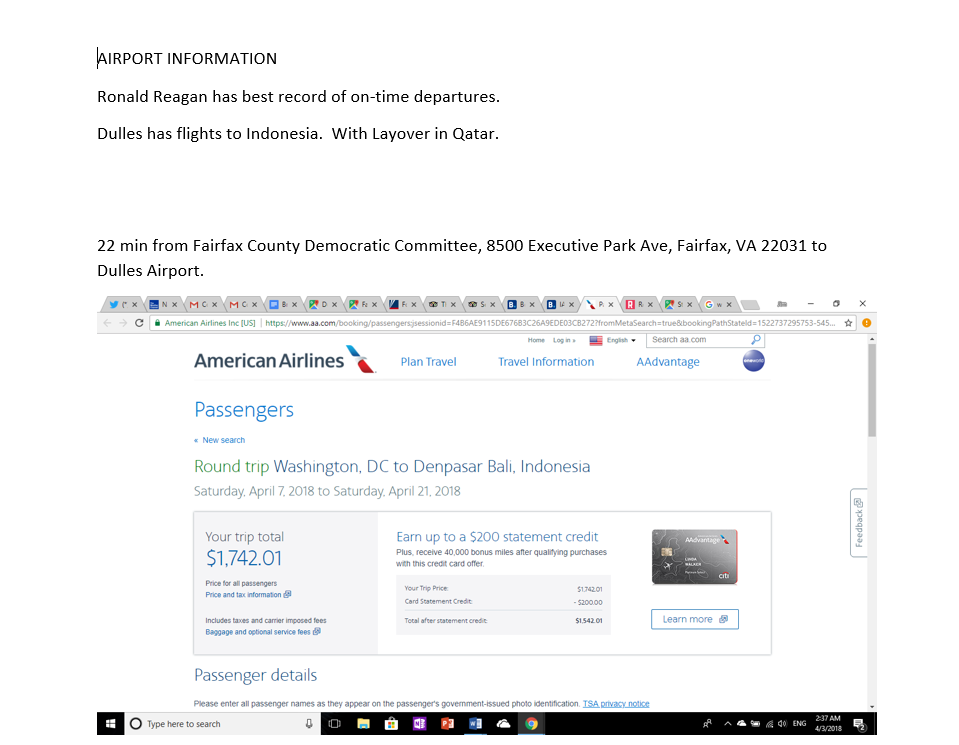 AIRPORT INFORMATION
Ronald Reagan has best record of on-time departures.
Dulles has flights to Indonesia.  With Layover in Qatar.
22 min from Fairfax County Democratic Committee, 8500 Executive Park Ave, Fairfax, VA 22031 to
Dulles Airport.
American Airlines Inc [US] | https://www.aa.com/booking/passengers;jsessionid=F4B6AE9115DE676B3C26A9EDE03CB272?fromMetaSearch=true&bookingPathStateId=1522737295753-545...
Home Log in » English Search aa.com
American Airlines Plan Travel Travel Information AAdvantage oneworld
Passengers
« New search
Round trip Washington, DC to Denpasar Bali, Indonesia
Saturday, April 7, 2018 to Saturday, April 21, 2018
Feedback
Your trip total
$1,742.01
Price for all passengers
Price and tax information
Includes taxes and carrier imposed fees
Baggage and optional service fees
Earn up to a $200 statement credit
Plus, receive 40,000 bonus miles after qualifying purchases
with this credit card offer.
Your Trip Price: $1,742.01
Card Statement Credit: - $200.00
Total after statement credit: $1,542.01
AAdvantage
LINDA
WALKER
citi
Learn more
Passenger details
Please enter all passenger names as they appear on the passenger's government-issued photo identification. TSA privacy notice
Type here to search
ENG 2:37 AM
4/3/2018
2